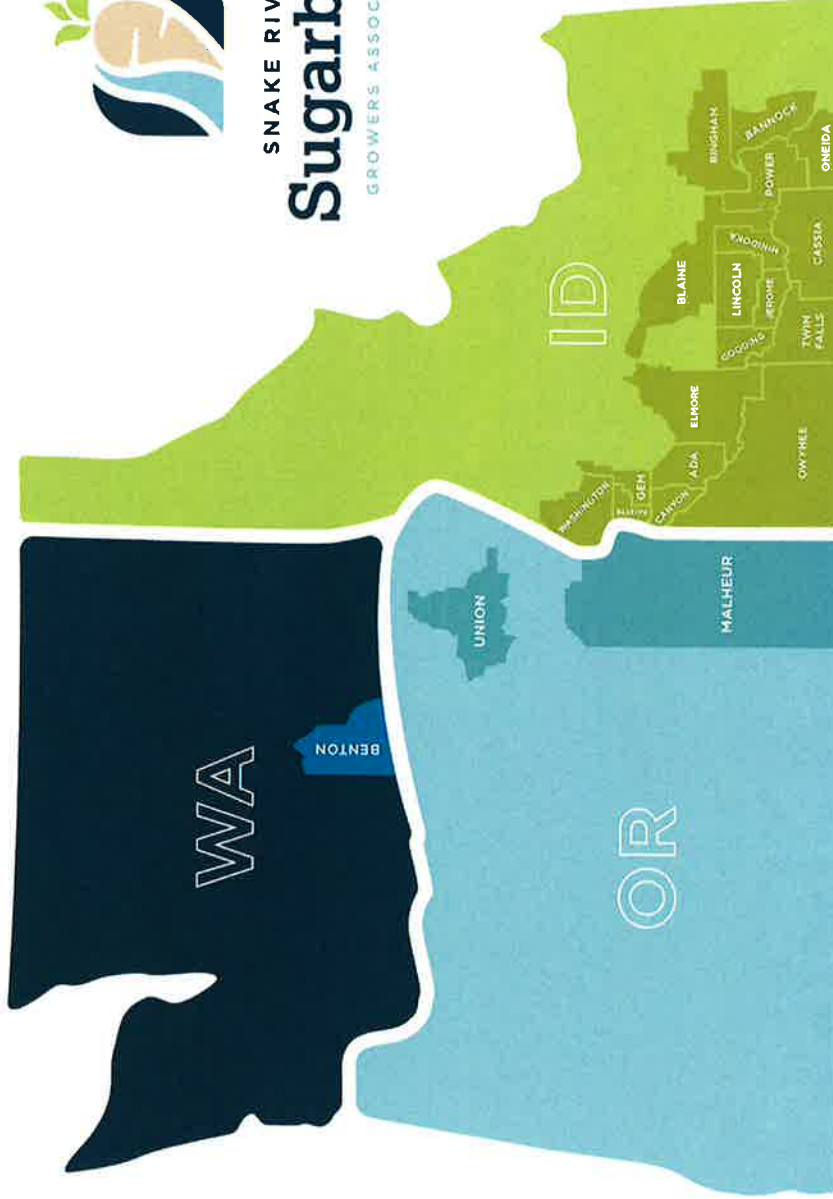 SNAKE RIV
Sugarb
GROWERS ASSOC
WA
BENTON
OR
UNION
MALHEUR
ID
WASHINGTON
GEM
CANYON
ADA
ELMORE
OWYHEE
BLAINE
GOODING
LINCOLN
JEROME
MINIDOKA
TWIN
FALLS
CASSIA
BINGHAM
POWER
BANNOCK
ONEIDA